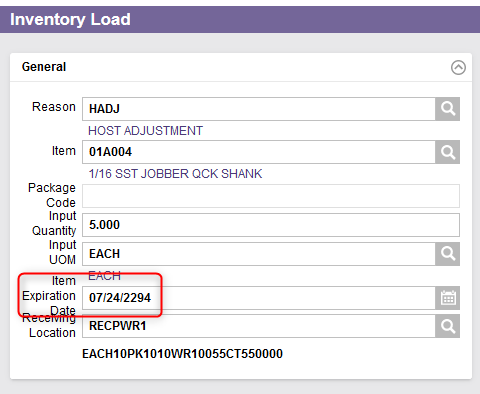 Inventory Load
General
Reason HADJ
HOST ADJUSTMENT
Item 01A004
1/16 SST JOBBER QCK SHANK
Package
Code
Input
Quantity 5.000
Input
UOM EACH
EACH
Item
Expiration
Date 07/24/2294
Receiving
Location RECPWR1
EACH10PK1010WR10055CT550000